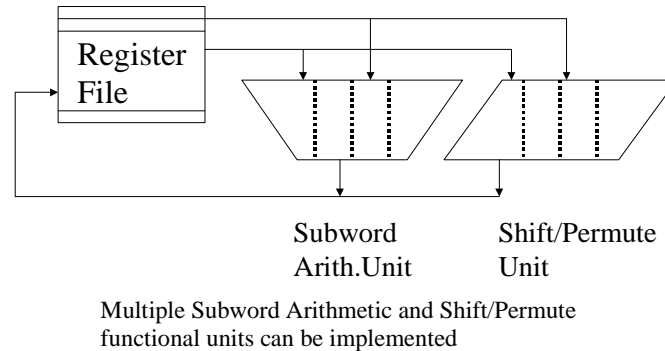 Register
File
Subword
Arith.Unit
Shift/Permute
Unit
Multiple Subword Arithmetic and Shift/Permute
functional units can be implemented